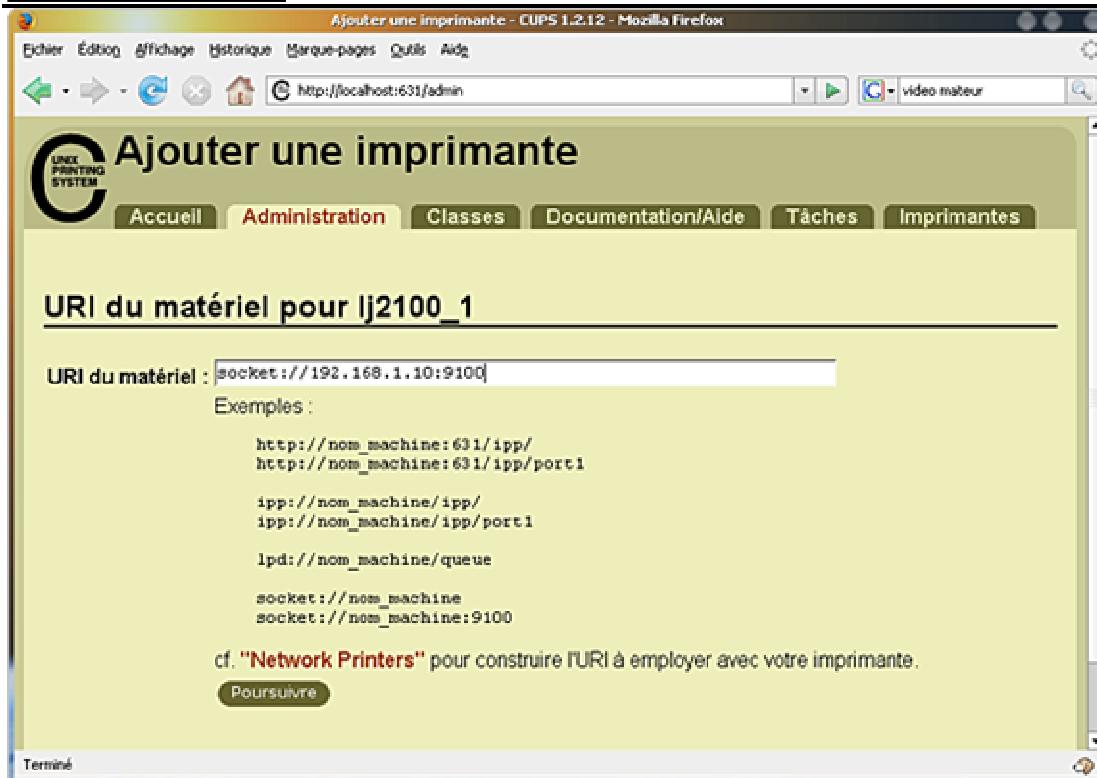 Ajouter une imprimante - CUPS 1.2.12 - Mozilla Firefox
Fichier Édition Affichage Historique Marque-pages Outils Aide
http://localhost:631/admin
video mateur
UNIX
PRINTING
SYSTEM
Ajouter une imprimante
Accueil Administration Classes Documentation/Aide Tâches Imprimantes
URI du matériel pour lj2100_1
URI du matériel : socket://192.168.1.10:9100
Exemples :
http://nom_machine:631/ipp/
http://nom_machine:631/ipp/port1
ipp://nom_machine/ipp/
ipp://nom_machine/ipp/port1
lpd://nom_machine/queue
socket://nom_machine
socket://nom_machine:9100
cf. "Network Printers" pour construire l'URI à employer avec votre imprimante.
Poursuivre
Terminé